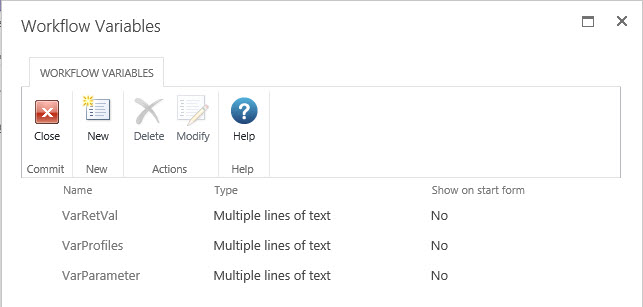 Workflow Variables
WORKFLOW VARIABLES
Close New Delete Modify Help
Commit New Actions Help
Name Type Show on start form
VarRetVal Multiple lines of text No
VarProfiles Multiple lines of text No
VarParameter Multiple lines of text No